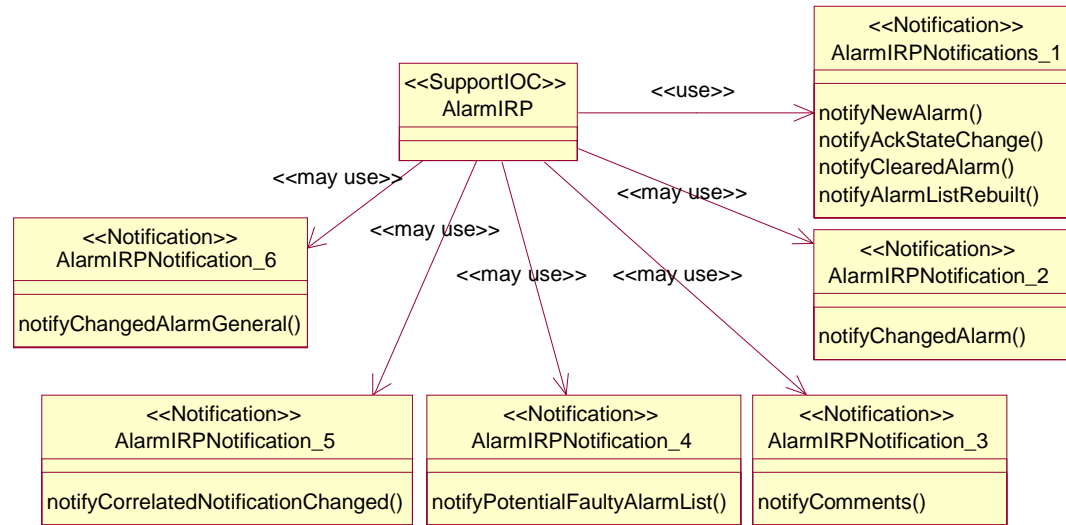 <<Notification>>
AlarmIRPNotifications_1
notifyNewAlarm()
notifyAckStateChange()
notifyClearedAlarm()
notifyAlarmListRebuilt()
<<SupportIOC>>
AlarmIRP
<<use>>
<<may use>>
<<may use>>
<<may use>>
<<may use>>
<<may use>>
<<Notification>>
AlarmIRPNotification_6
notifyChangedAlarmGeneral()
<<Notification>>
AlarmIRPNotification_2
notifyChangedAlarm()
<<Notification>>
AlarmIRPNotification_5
notifyCorrelatedNotificationChanged()
<<Notification>>
AlarmIRPNotification_4
notifyPotentialFaultyAlarmList()
<<Notification>>
AlarmIRPNotification_3
notifyComments()